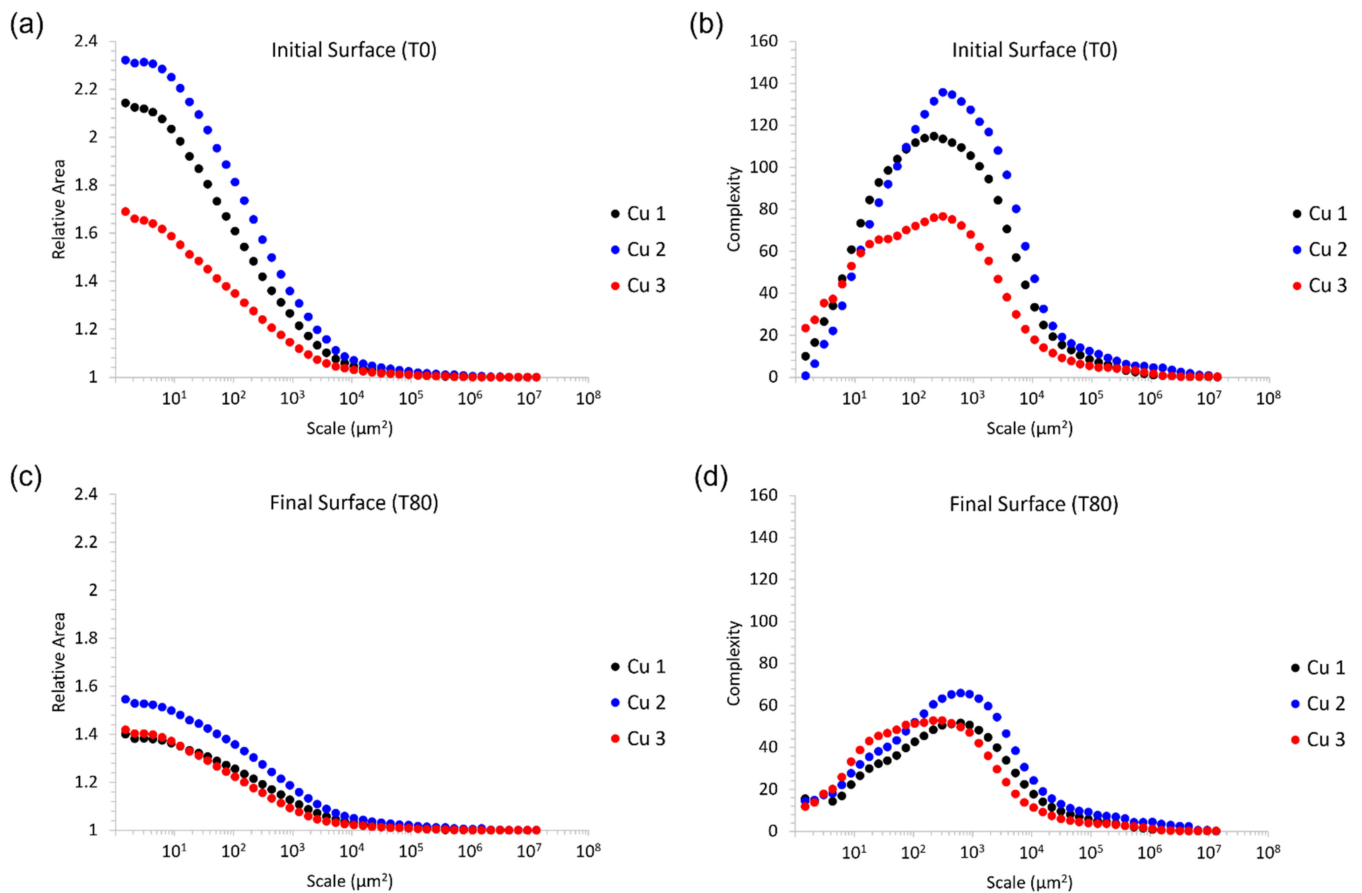 (a)
Initial Surface (T0)
2.4
2.2
2
1.8
1.6
1.4
1.2
1
Relative Area
10¹ 10² 10³ 10⁴ 10⁵ 10⁶ 10⁷ 10⁸
Scale (µm²)
Cu 1
Cu 2
Cu 3
(b)
Initial Surface (T0)
160
140
120
100
80
60
40
20
0
Complexity
10¹ 10² 10³ 10⁴ 10⁵ 10⁶ 10⁷ 10⁸
Scale (µm²)
Cu 1
Cu 2
Cu 3
(c)
Final Surface (T80)
2.4
2.2
2
1.8
1.6
1.4
1.2
1
Relative Area
10¹ 10² 10³ 10⁴ 10⁵ 10⁶ 10⁷ 10⁸
Scale (µm²)
Cu 1
Cu 2
Cu 3
(d)
Final Surface (T80)
160
140
120
100
80
60
40
20
0
Complexity
10¹ 10² 10³ 10⁴ 10⁵ 10⁶ 10⁷ 10⁸
Scale (µm²)
Cu 1
Cu 2
Cu 3